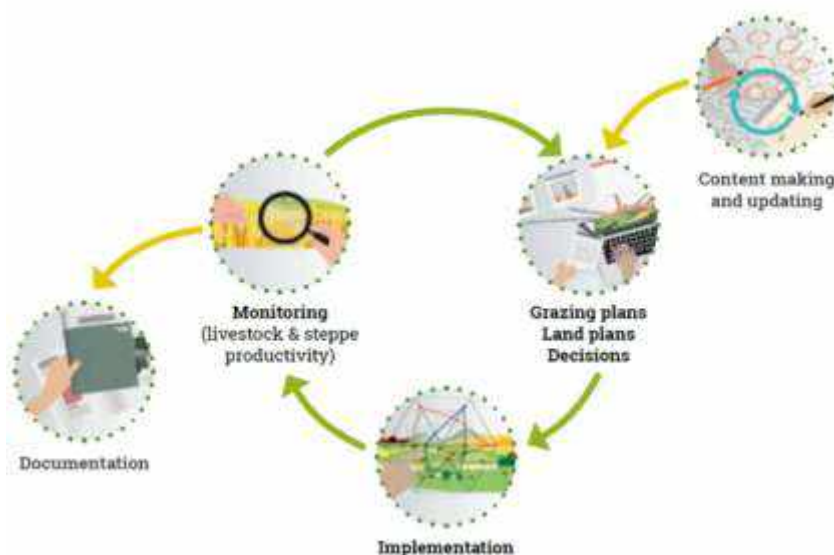 Content making
and updating
Monitoring
(livestock & steppe
productivity)
Grazing plans
Land plans
Decisions
Documentation
Implementation